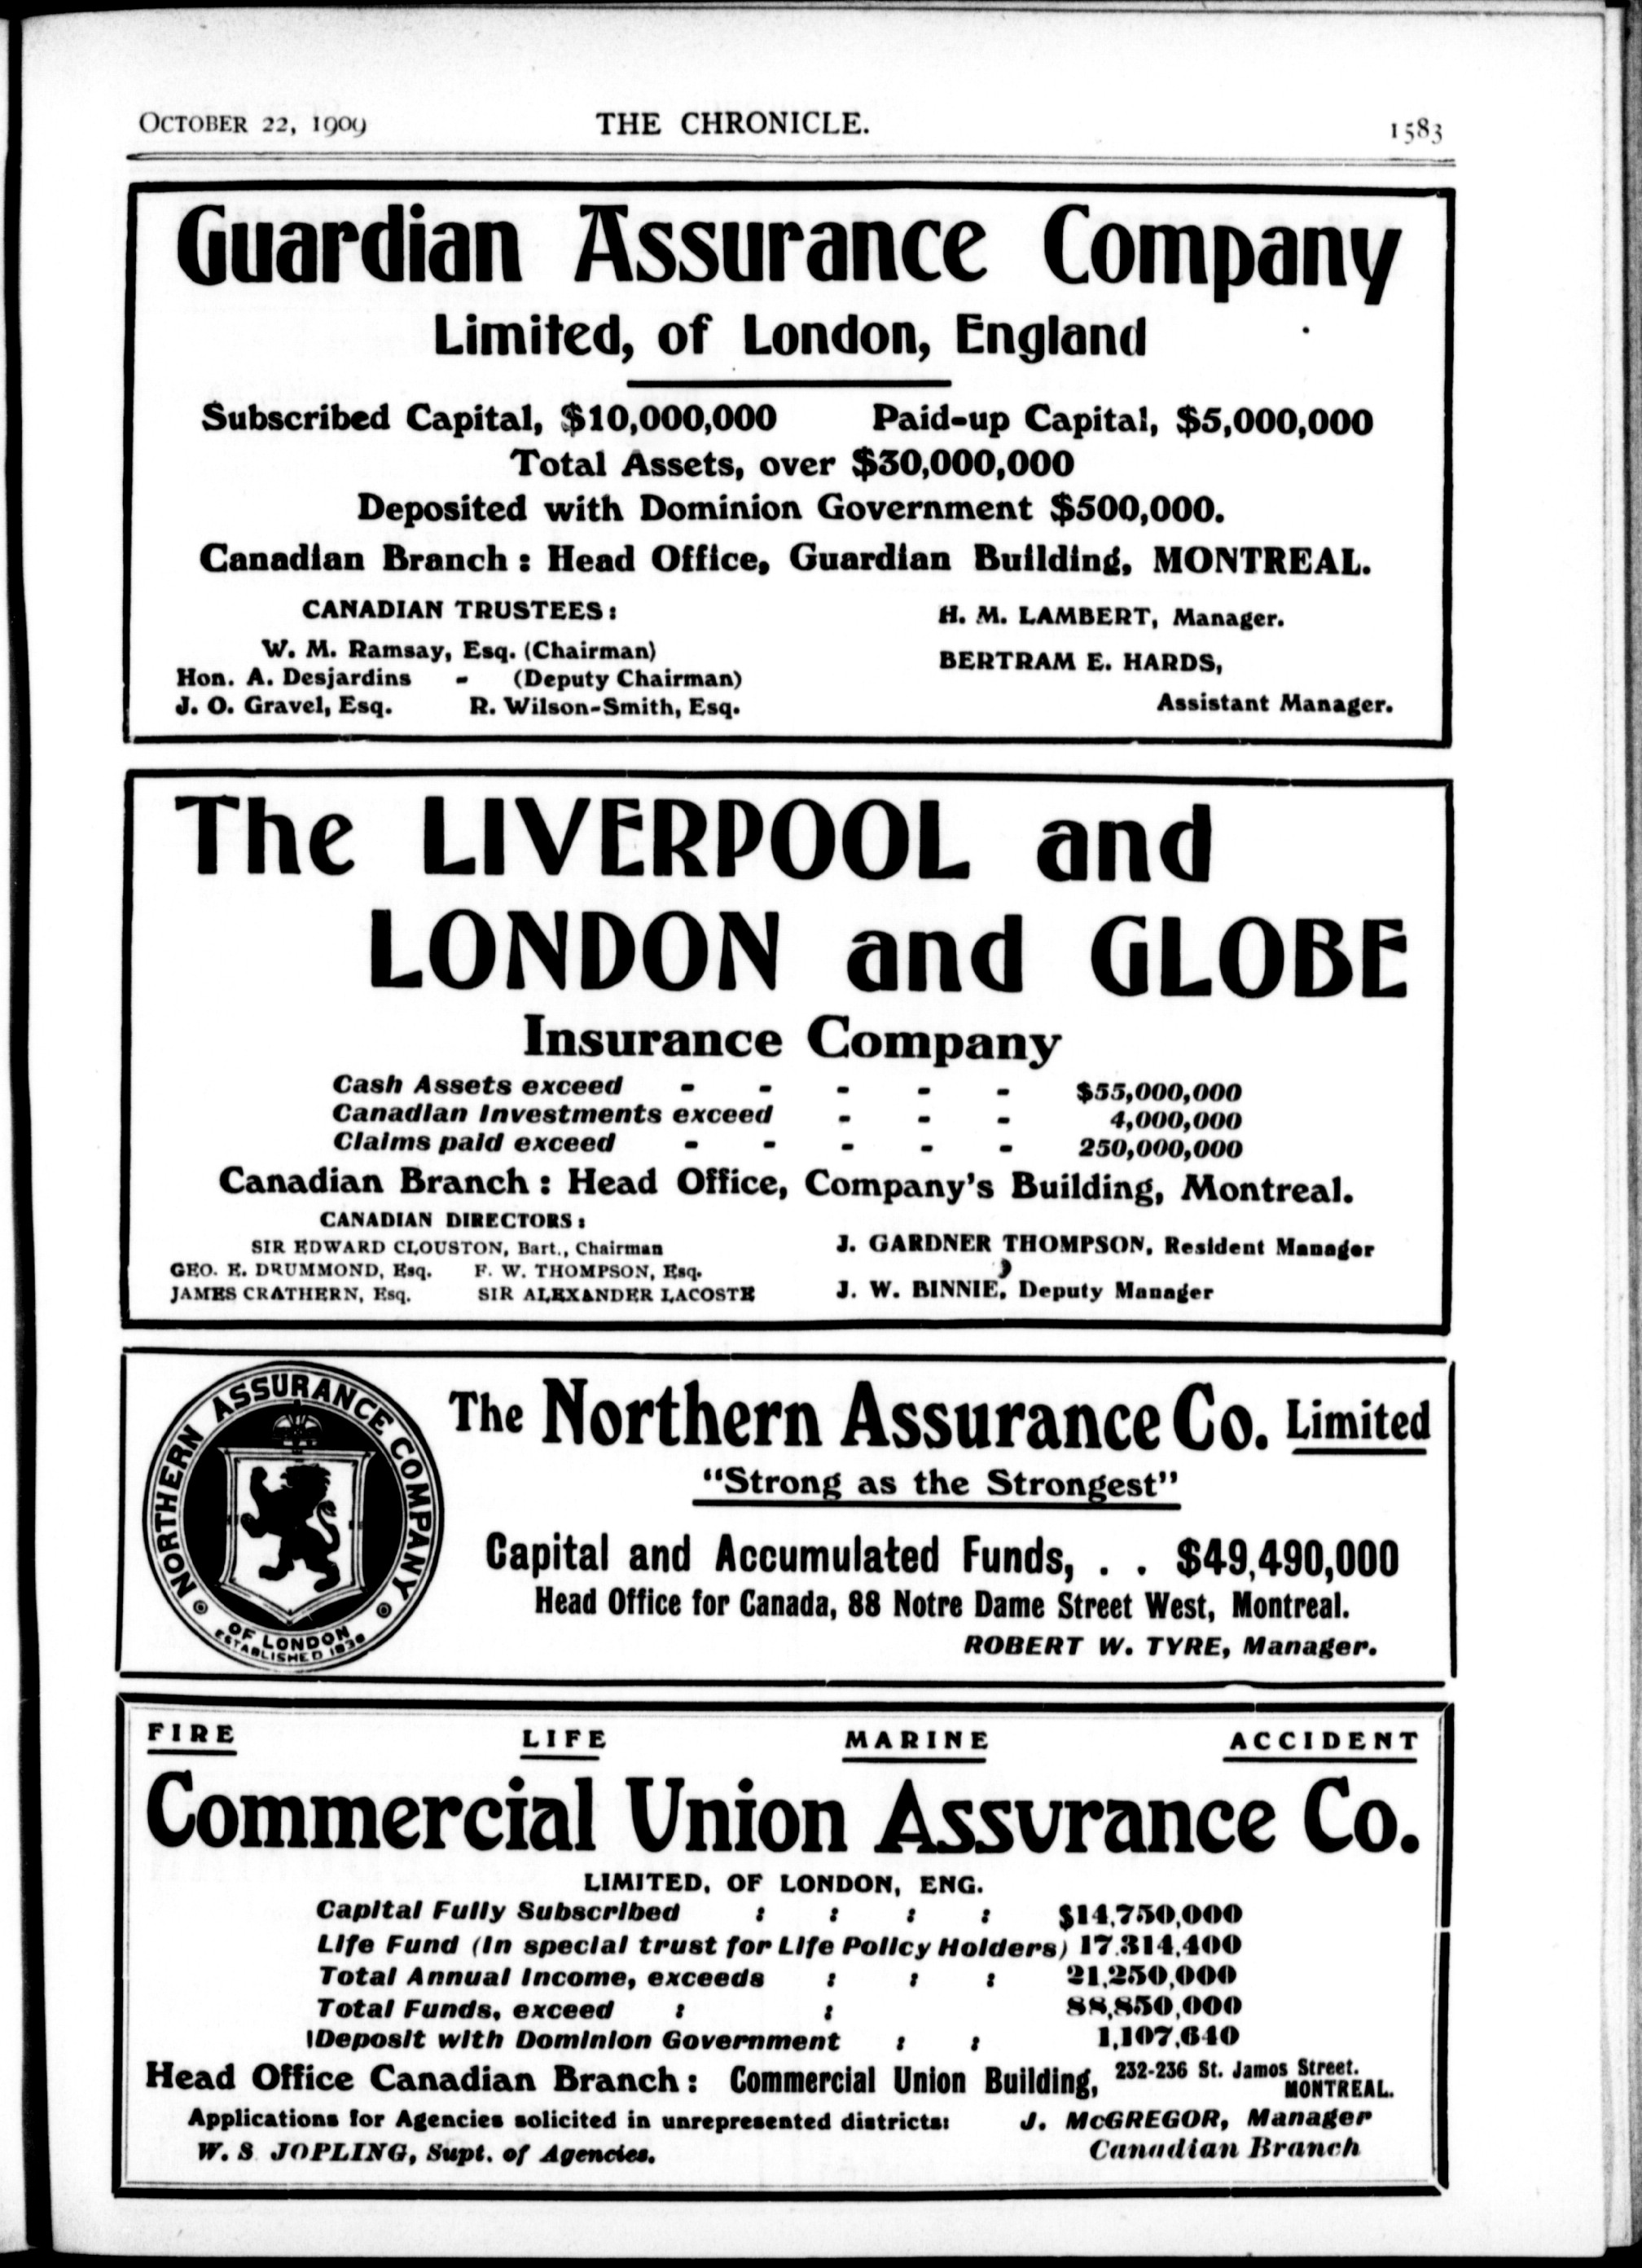 OCTOBER 22, 1909 THE CHRONICLE. 1583
Guardian Assurance Company
Limited, of London, England
Subscribed Capital, $10,000,000 Paid-up Capital, $5,000,000
Total Assets, over $30,000,000
Deposited with Dominion Government $500,000.
Canadian Branch : Head Office, Guardian Building, MONTREAL.
CANADIAN TRUSTEES :
W. M. Ramsay, Esq. (Chairman)
Hon. A. Desjardins - (Deputy Chairman)
J. O. Gravel, Esq. R. Wilson-Smith, Esq.
H. M. LAMBERT, Manager.
BERTRAM E. HARDS,
Assistant Manager.
The LIVERPOOL and
LONDON and GLOBE
Insurance Company
Cash Assets exceed - - - - - $55,000,000
Canadian Investments exceed - - - 4,000,000
Claims paid exceed - - - - - 250,000,000
Canadian Branch : Head Office, Company's Building, Montreal.
CANADIAN DIRECTORS :
SIR EDWARD CLOUSTON, Bart., Chairman
GEO. E. DRUMMOND, Esq. F. W. THOMPSON, Esq.
JAMES CRATHERN, Esq. SIR ALEXANDER LACOSTE
J. GARDNER THOMPSON, Resident Manager
J. W. BINNIE, Deputy Manager
NORTHERN ASSURANCE COMPANY
OF LONDON
ESTABLISHED 1836
The Northern Assurance Co. Limited
"Strong as the Strongest"
Capital and Accumulated Funds, . . $49,490,000
Head Office for Canada, 88 Notre Dame Street West, Montreal.
ROBERT W. TYRE, Manager.
FIRE LIFE MARINE ACCIDENT
Commercial Union Assurance Co.
LIMITED, OF LONDON, ENG.
Capital Fully Subscribed : : : : $14,750,000
Life Fund (In special trust for Life Policy Holders) 17,314,400
Total Annual Income, exceeds : : : 21,250,000
Total Funds, exceed : : 88,850,000
Deposit with Dominion Government : : 1,107,640
Head Office Canadian Branch : Commercial Union Building, 232-236 St. Jamos Street.
MONTREAL.
Applications for Agencies solicited in unrepresented districts:
W. S. JOPLING, Supt. of Agencies.
J. McGREGOR, Manager
Canadian Branch